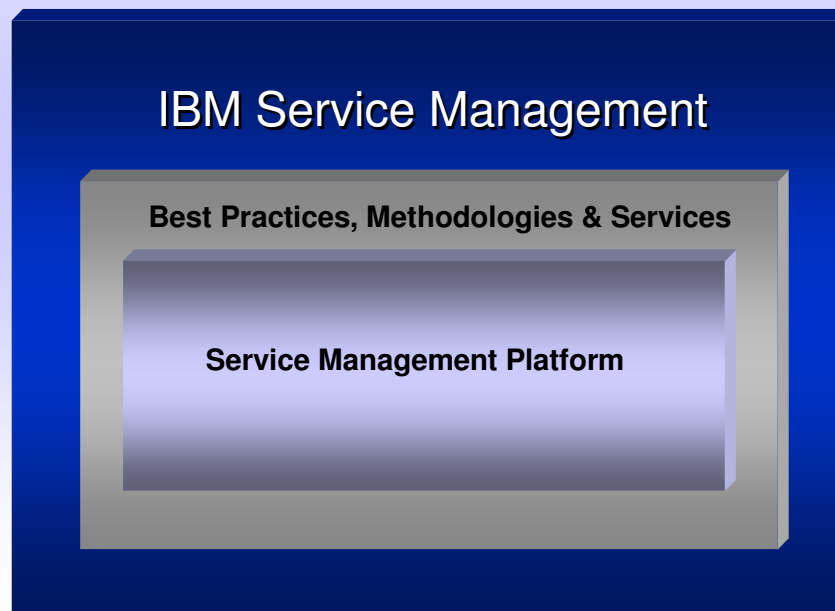 IBM Service Management
Best Practices, Methodologies & Services
Service Management Platform